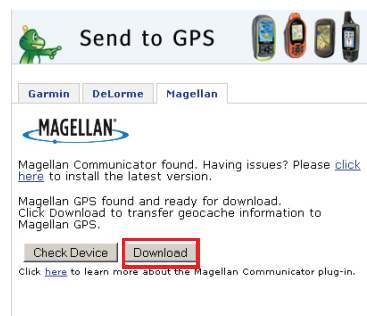 Send to GPS
Garmin DeLorme Magellan
MAGELLAN
Magellan Communicator found. Having issues? Please click
here to install the latest version.
Magellan GPS found and ready for download.
Click Download to transfer geocache information to
Magellan GPS.
Check Device Download
Click here to learn more about the Magellan Communicator plug-in.